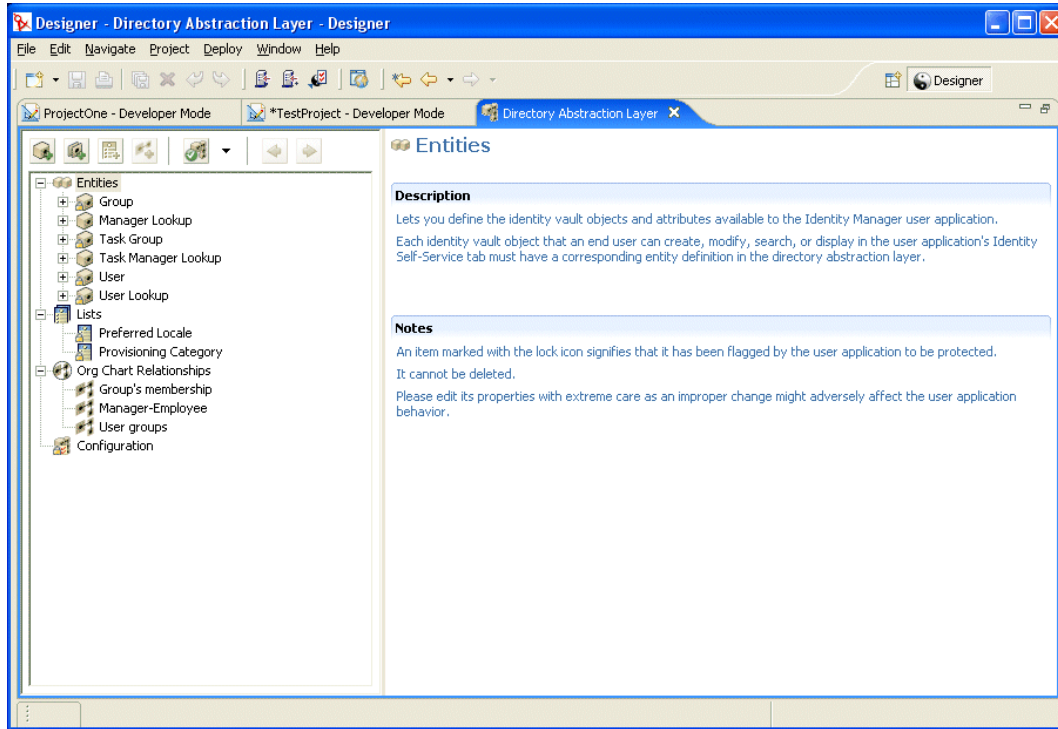 Designer - Directory Abstraction Layer - Designer
File Edit Navigate Project Deploy Window Help
Designer
ProjectOne - Developer Mode
*TestProject - Developer Mode
Directory Abstraction Layer
Entities
Group
Manager Lookup
Task Group
Task Manager Lookup
User
User Lookup
Lists
Preferred Locale
Provisioning Category
Org Chart Relationships
Group's membership
Manager-Employee
User groups
Configuration
Entities
Description
Lets you define the identity vault objects and attributes available to the Identity Manager user application.
Each identity vault object that an end user can create, modify, search, or display in the user application's Identity
Self-Service tab must have a corresponding entity definition in the directory abstraction layer.
Notes
An item marked with the lock icon signifies that it has been flagged by the user application to be protected.
It cannot be deleted.
Please edit its properties with extreme care as an improper change might adversely affect the user application
behavior.